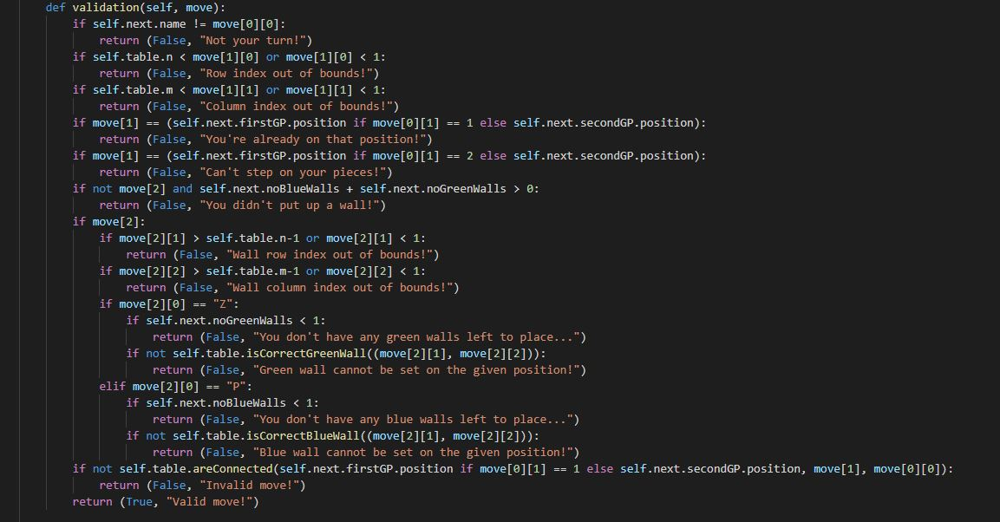 def validation(self, move):
    if self.next.name != move[0][0]:
        return (False, "Not your turn!")
    if self.table.n < move[1][0] or move[1][0] < 1:
        return (False, "Row index out of bounds!")
    if self.table.m < move[1][1] or move[1][1] < 1:
        return (False, "Column index out of bounds!")
    if move[1] == (self.next.firstGP.position if move[0][1] == 1 else self.next.secondGP.position):
        return (False, "You're already on that position!")
    if move[1] == (self.next.firstGP.position if move[0][1] == 2 else self.next.secondGP.position):
        return (False, "Can't step on your pieces!")
    if not move[2] and self.next.noBlueWalls + self.next.noGreenWalls > 0:
        return (False, "You didn't put up a wall!")
    if move[2]:
        if move[2][1] > self.table.n-1 or move[2][1] < 1:
            return (False, "Wall row index out of bounds!")
        if move[2][2] > self.table.m-1 or move[2][2] < 1:
            return (False, "Wall column index out of bounds!")
        if move[2][0] == "Z":
            if self.next.noGreenWalls < 1:
                return (False, "You don't have any green walls left to place...")
            if not self.table.isCorrectGreenWall((move[2][1], move[2][2])):
                return (False, "Green wall cannot be set on the given position!")
        elif move[2][0] == "P":
            if self.next.noBlueWalls < 1:
                return (False, "You don't have any blue walls left to place...")
            if not self.table.isCorrectBlueWall((move[2][1], move[2][2])):
                return (False, "Blue wall cannot be set on the given position!")
    if not self.table.areConnected(self.next.firstGP.position if move[0][1] == 1 else self.next.secondGP.position, move[1], move[0][0]):
        return (False, "Invalid move!")
    return (True, "Valid move!")